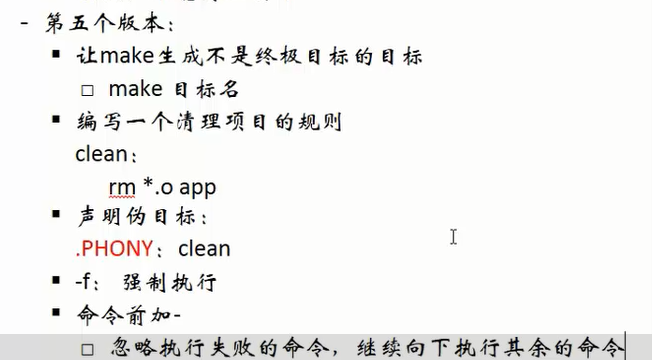 - 第五个版本：
▪ 让make生成不是终极目标的目标
□ make 目标名
▪ 编写一个清理项目的规则
clean：
rm *.o app
▪ 声明伪目标：
.PHONY：clean
▪ -f： 强制执行
▪ 命令前加-
□ 忽略执行失败的命令，继续向下执行其余的命令